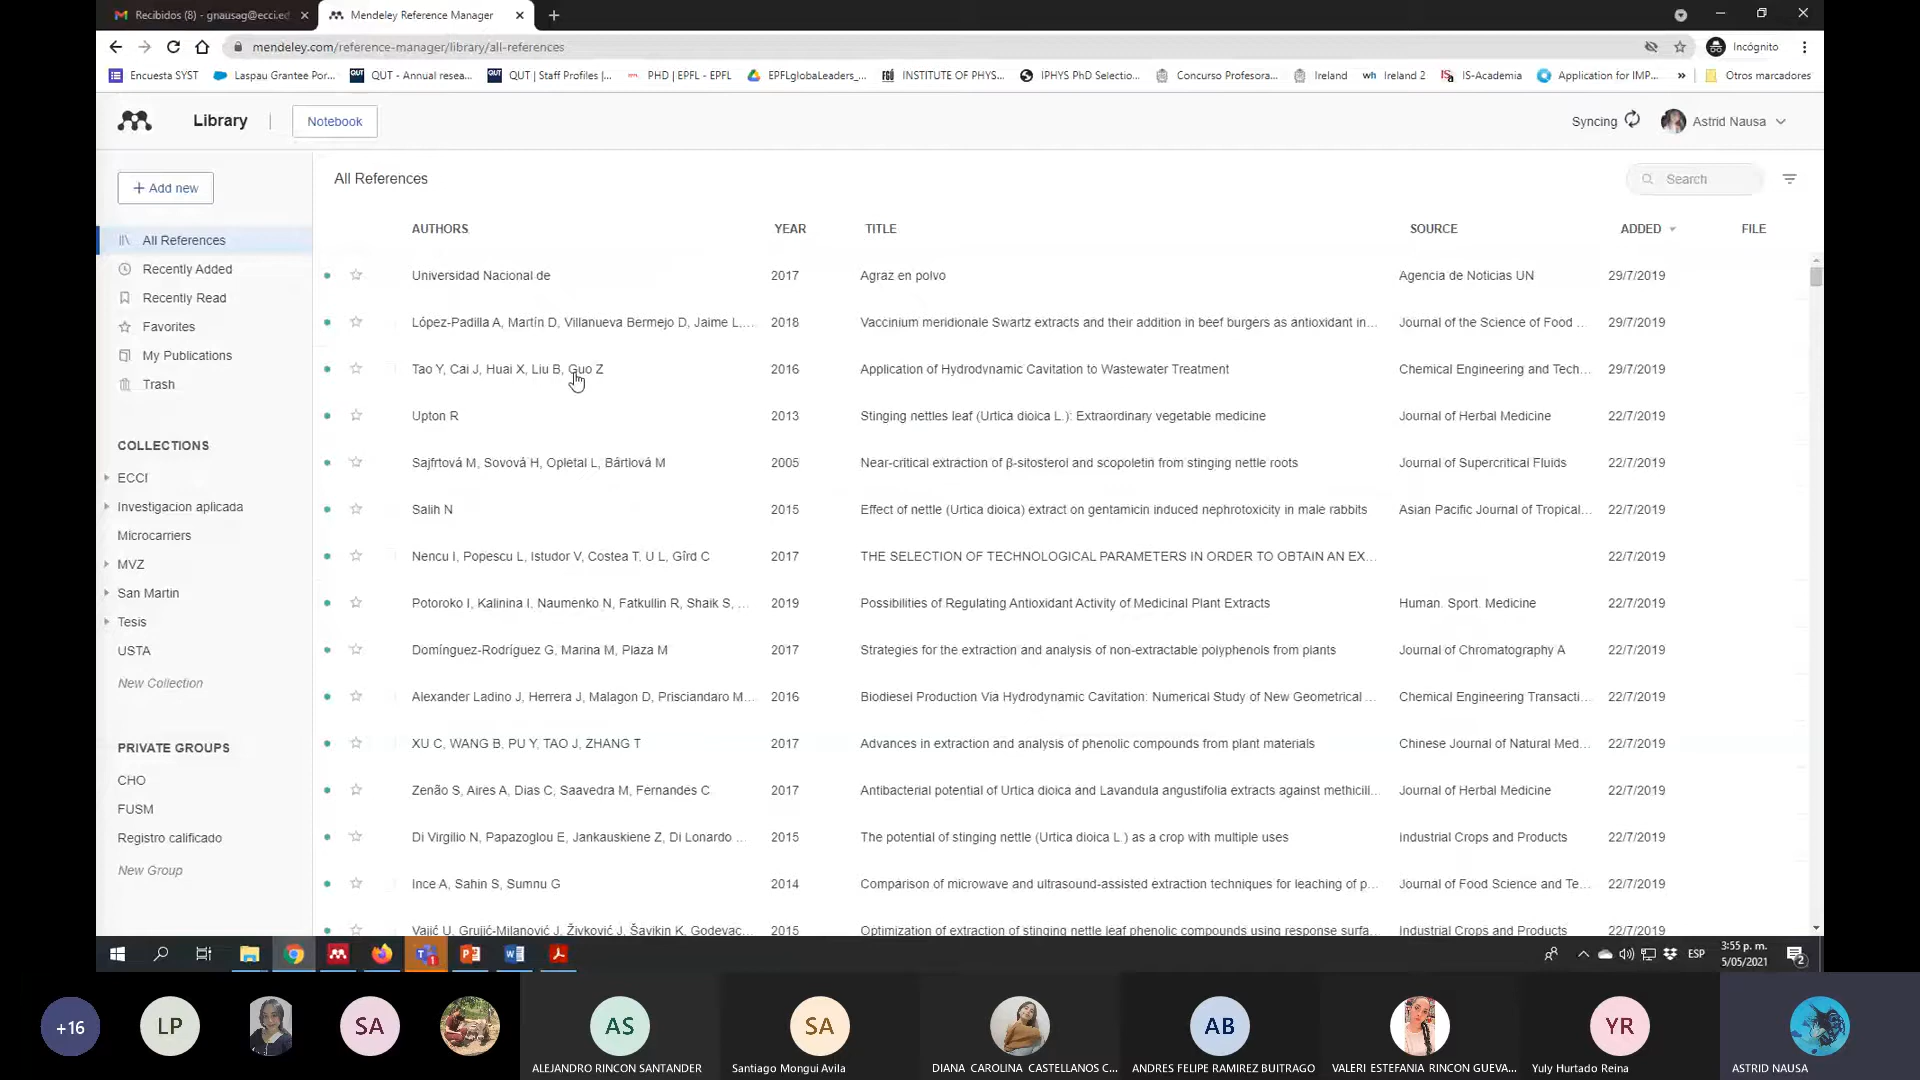 Recibidos (8) - gnausag@ecci.ed
Mendeley Reference Manager
mendeley.com/reference-manager/library/all-references
Incógnito
Encuesta SYST
Laspau Grantee Por...
QUT - Annual resea...
QUT | Staff Profiles |...
PHD | EPFL - EPFL
EPFLglobaLeaders_...
INSTITUTE OF PHYS...
IPHYS PhD Selectio...
Concurso Profesora...
Ireland
Ireland 2
IS-Academia
Application for IMP...
»
Otros marcadores
Library
Notebook
Syncing
Astrid Nausa
+ Add new
All References
Recently Added
Recently Read
Favorites
My Publications
Trash
COLLECTIONS
ECCI
Investigacion aplicada
Microcarriers
MVZ
San Martin
Tesis
USTA
New Collection
PRIVATE GROUPS
CHO
FUSM
Registro calificado
New Group
All References
Search
AUTHORS YEAR TITLE SOURCE ADDED FILE
Universidad Nacional de 2017 Agraz en polvo Agencia de Noticias UN 29/7/2019
López-Padilla A, Martín D, Villanueva Bermejo D, Jaime L,... 2018 Vaccinium meridionale Swartz extracts and their addition in beef burgers as antioxidant in... Journal of the Science of Food ... 29/7/2019
Tao Y, Cai J, Huai X, Liu B, Guo Z 2016 Application of Hydrodynamic Cavitation to Wastewater Treatment Chemical Engineering and Tech... 29/7/2019
Upton R 2013 Stinging nettles leaf (Urtica dioica L.): Extraordinary vegetable medicine Journal of Herbal Medicine 22/7/2019
Sajfrtová M, Sovová H, Opletal L, Bártlová M 2005 Near-critical extraction of β-sitosterol and scopoletin from stinging nettle roots Journal of Supercritical Fluids 22/7/2019
Salih N 2015 Effect of nettle (Urtica dioica) extract on gentamicin induced nephrotoxicity in male rabbits Asian Pacific Journal of Tropical... 22/7/2019
Nencu I, Popescu L, Istudor V, Costea T, U L, Gîrd C 2017 THE SELECTION OF TECHNOLOGICAL PARAMETERS IN ORDER TO OBTAIN AN EX... 22/7/2019
Potoroko I, Kalinina I, Naumenko N, Fatkullin R, Shaik S, ... 2019 Possibilities of Regulating Antioxidant Activity of Medicinal Plant Extracts Human. Sport. Medicine 22/7/2019
Domínguez-Rodríguez G, Marina M, Plaza M 2017 Strategies for the extraction and analysis of non-extractable polyphenols from plants Journal of Chromatography A 22/7/2019
Alexander Ladino J, Herrera J, Malagon D, Prisciandaro M... 2016 Biodiesel Production Via Hydrodynamic Cavitation: Numerical Study of New Geometrical ... Chemical Engineering Transacti... 22/7/2019
XU C, WANG B, PU Y, TAO J, ZHANG T 2017 Advances in extraction and analysis of phenolic compounds from plant materials Chinese Journal of Natural Med... 22/7/2019
Zenão S, Aires A, Dias C, Saavedra M, Fernandes C 2017 Antibacterial potential of Urtica dioica and Lavandula angustifolia extracts against methicill... Journal of Herbal Medicine 22/7/2019
Di Virgilio N, Papazoglou E, Jankauskiene Z, Di Lonardo ... 2015 The potential of stinging nettle (Urtica dioica L.) as a crop with multiple uses Industrial Crops and Products 22/7/2019
Ince A, Sahin S, Sumnu G 2014 Comparison of microwave and ultrasound-assisted extraction techniques for leaching of p... Journal of Food Science and Te... 22/7/2019
Vajić U, Grujić-Milanović J, Živković J, Šavikin K, Godevac... 2015 Optimization of extraction of stinging nettle leaf phenolic compounds using response surfa... Industrial Crops and Products 22/7/2019
ESP
3:55 p. m.
5/05/2021
2
+16
LP
SA
AS
ALEJANDRO RINCON SANTANDER
SA
Santiago Mongui Avila
DIANA CAROLINA CASTELLANOS C...
AB
ANDRES FELIPE RAMIREZ BUITRAGO
VALERI ESTEFANIA RINCON GUEVA...
YR
Yuly Hurtado Reina
ASTRID NAUSA